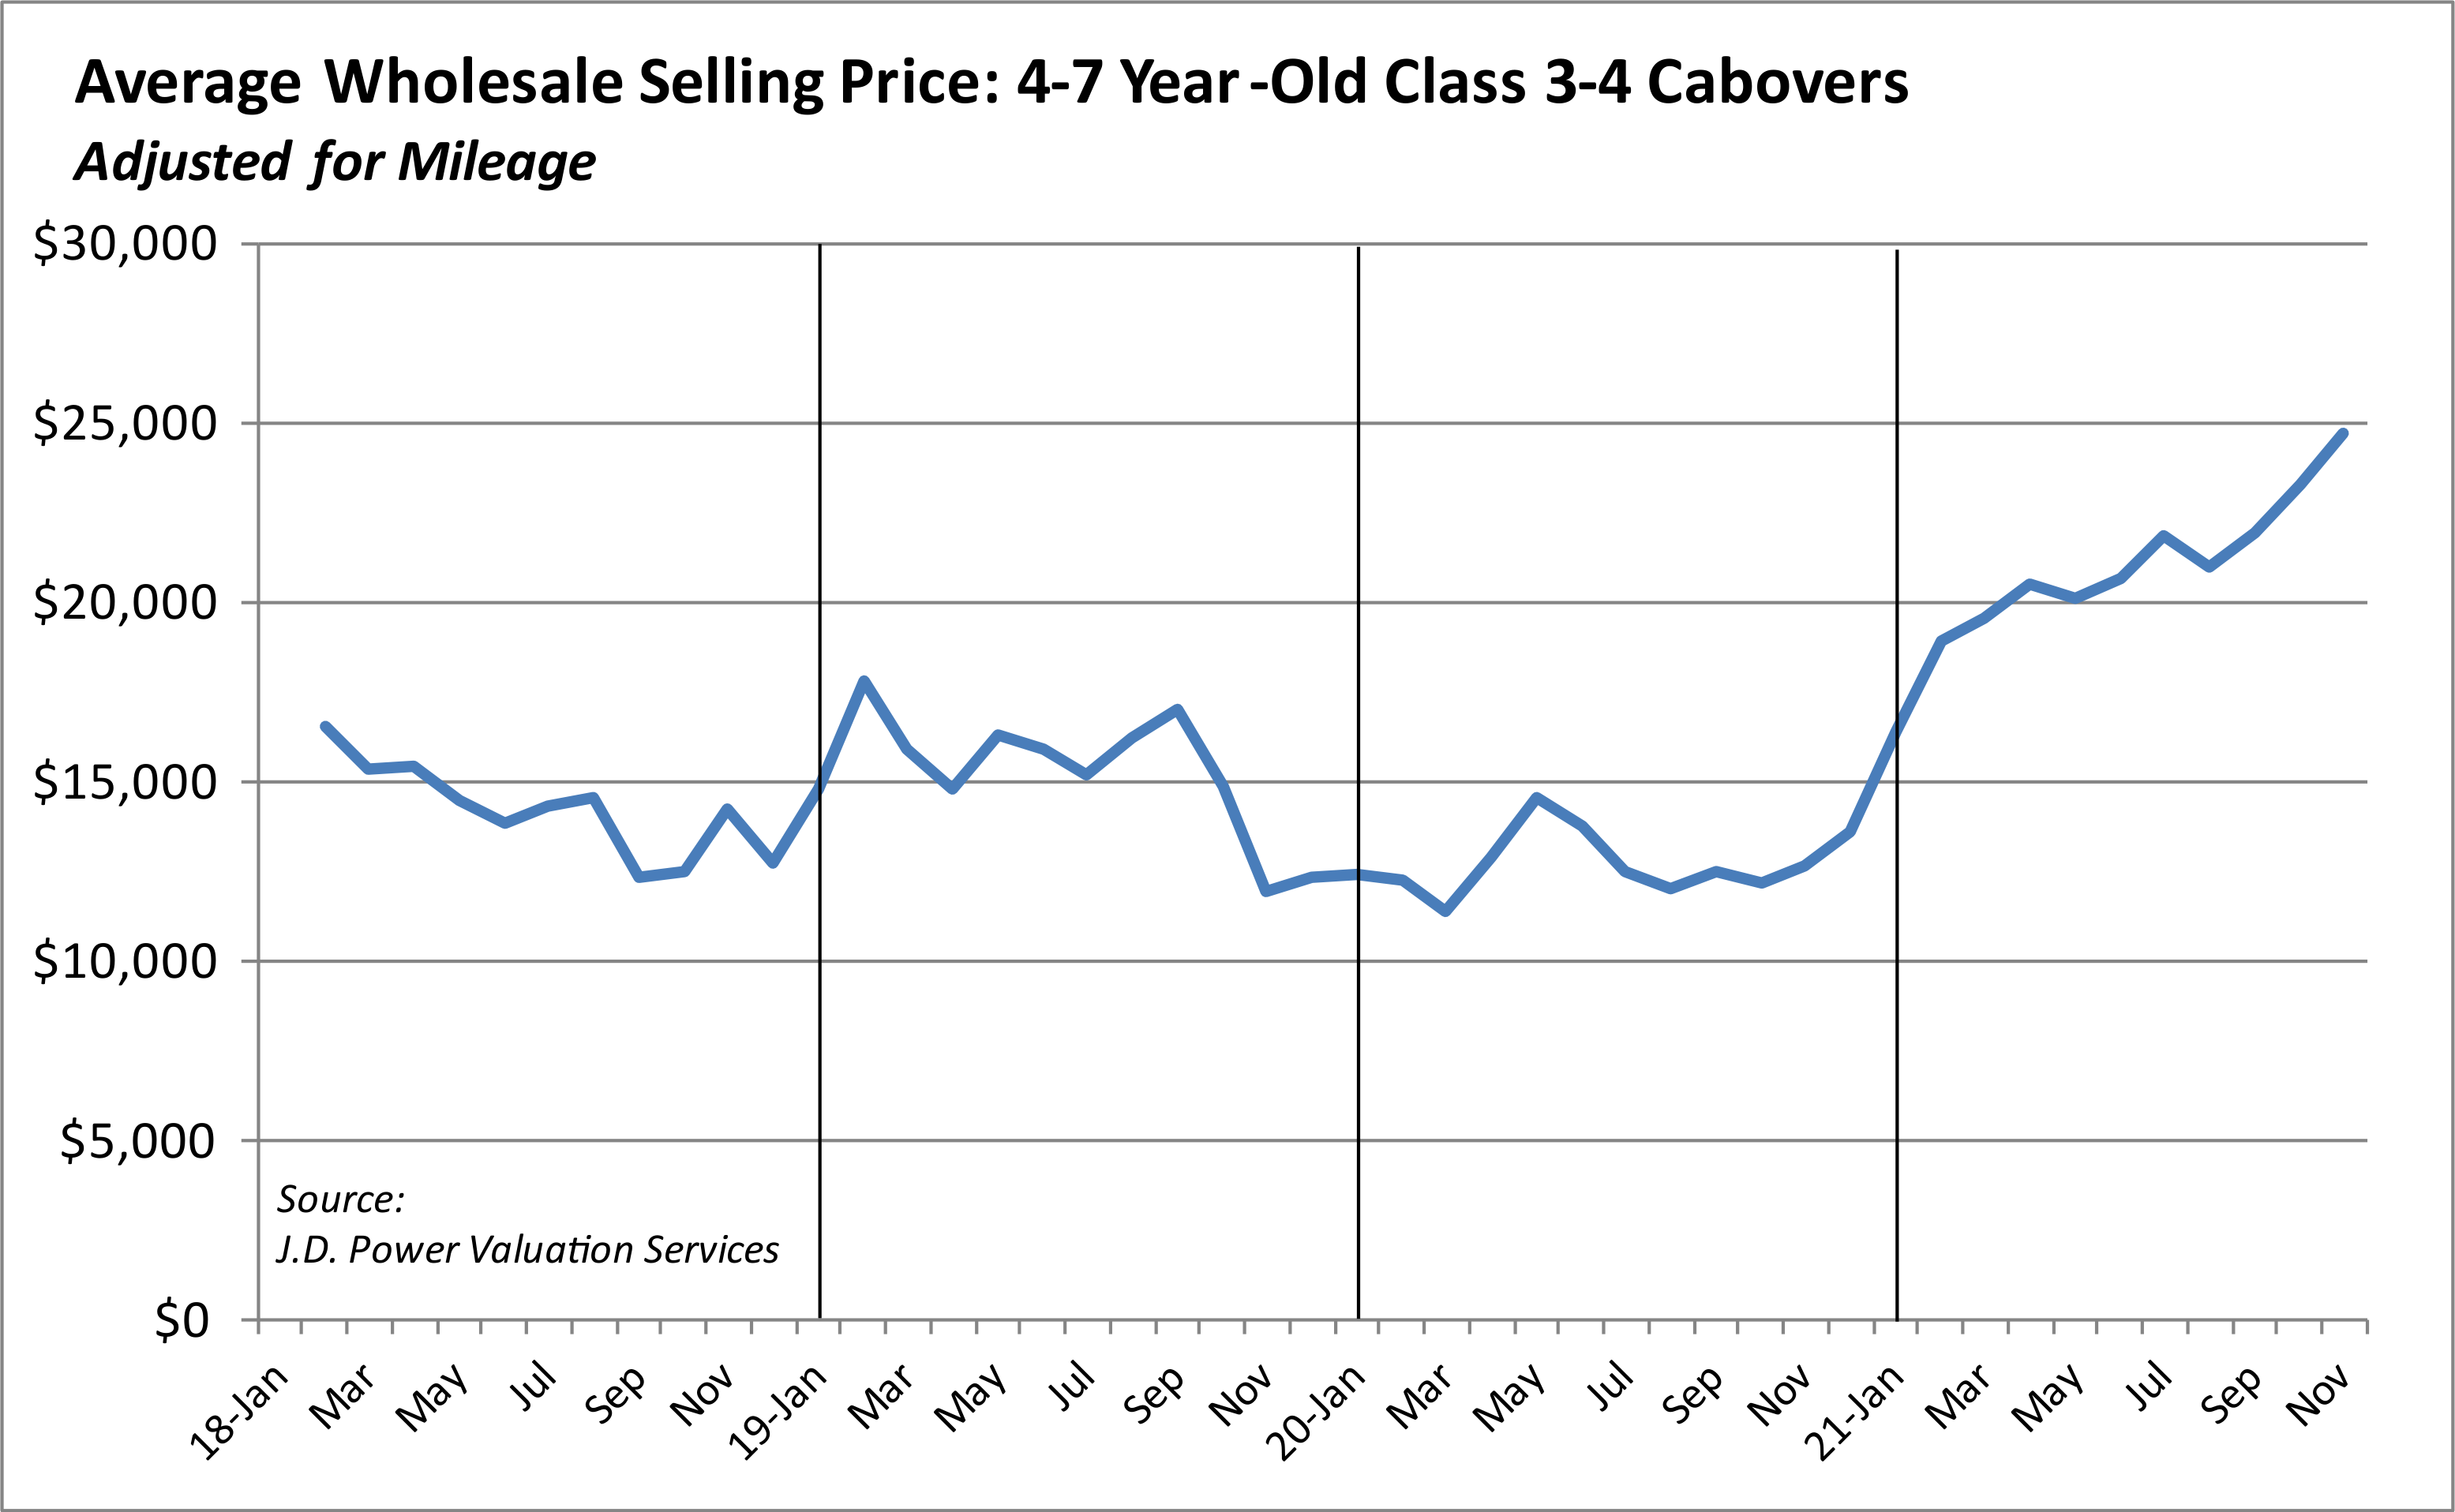 Average Wholesale Selling Price: 4-7 Year -Old Class 3-4 Cabovers
Adjusted for Mileage
$30,000
$25,000
$20,000
$15,000
$10,000
$5,000
$0
Source:
J.D. Power Valuation Services
18-Jan Mar May Jul Sep Nov 19-Jan Mar May Jul Sep Nov 20-Jan Mar May Jul Sep Nov 21-Jan Mar May Jul Sep Nov